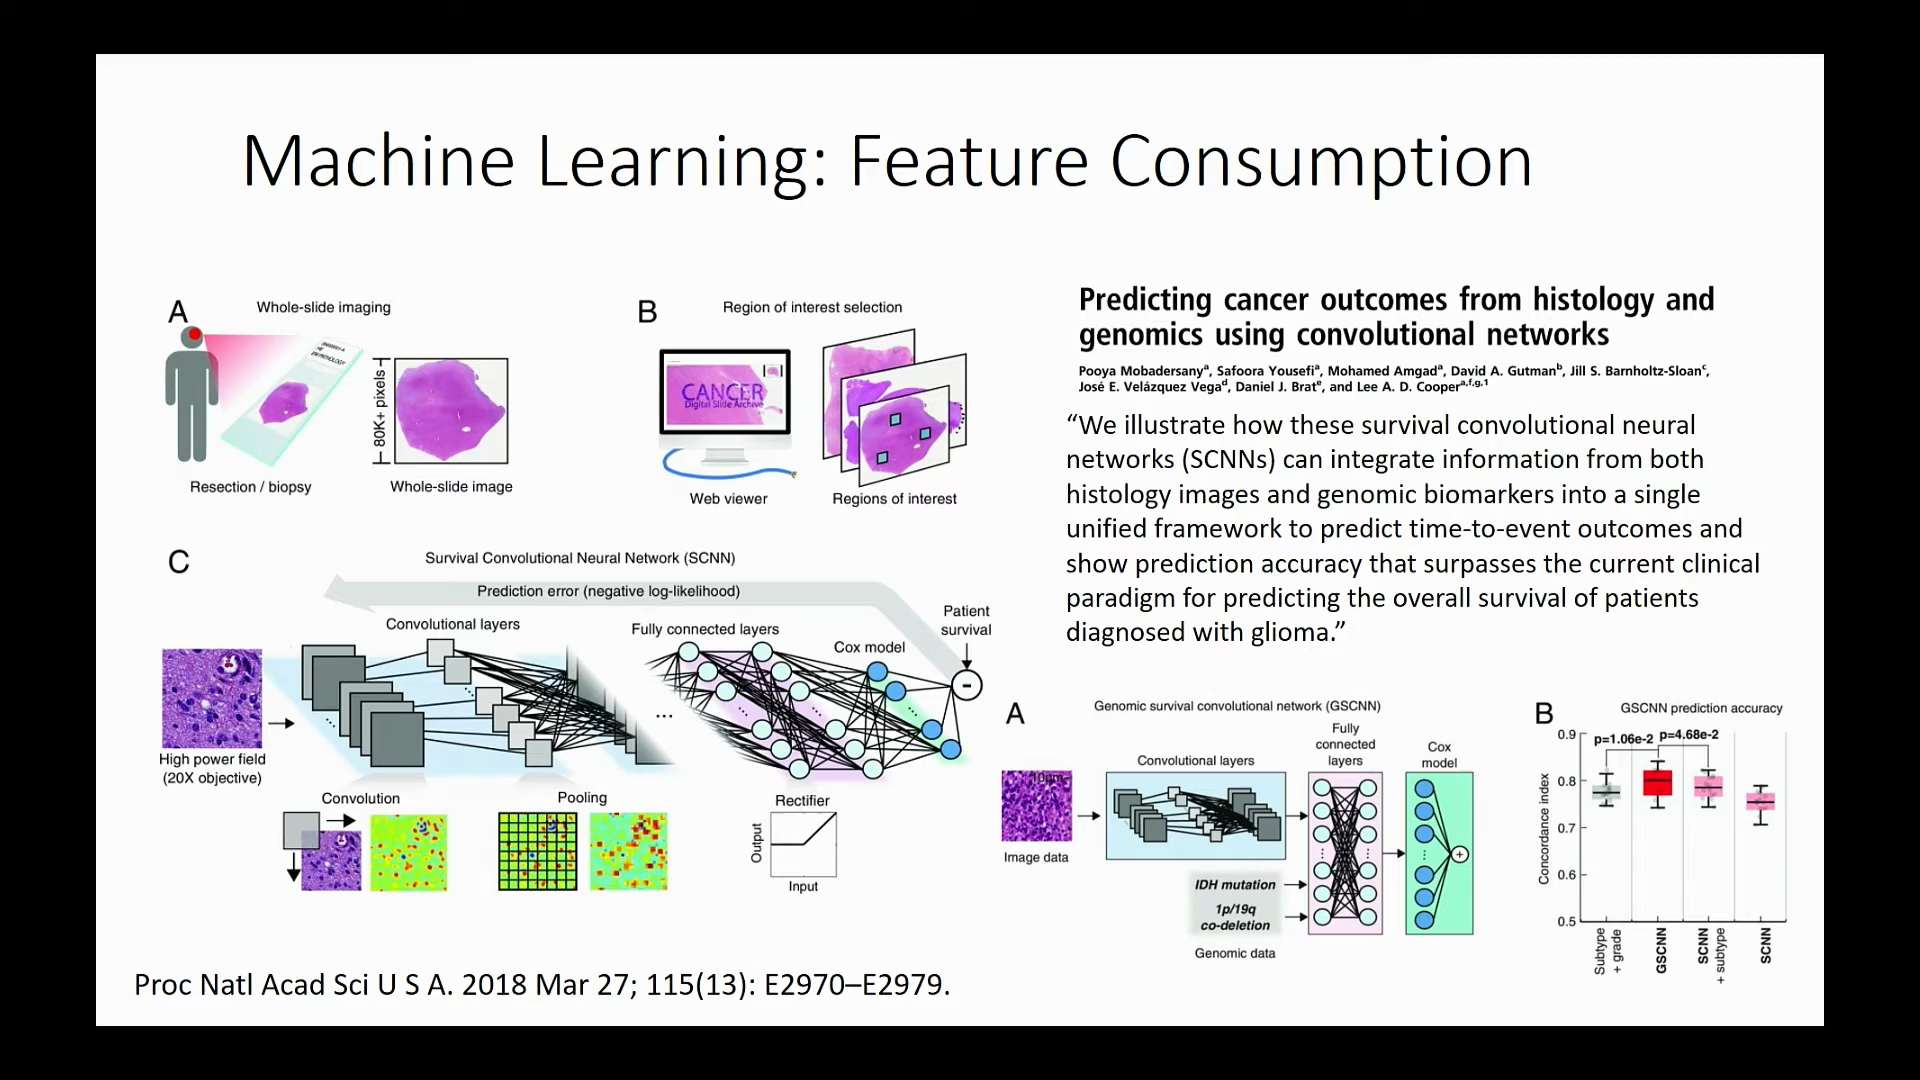 Machine Learning: Feature Consumption
A
Whole-slide imaging
80K+ pixels
Resection / biopsy
Whole-slide image
B
Region of interest selection
CANCER
Digital Slide Archive
Web viewer
Regions of interest
C
Survival Convolutional Neural Network (SCNN)
Prediction error (negative log-likelihood)
Patient
survival
Convolutional layers
Fully connected layers
Cox model
-
...
High power field
(20X objective)
Convolution
Pooling
Rectifier
Output
Input
Proc Natl Acad Sci U S A. 2018 Mar 27; 115(13): E2970–E2979.
Predicting cancer outcomes from histology and
genomics using convolutional networks
Pooya Mobadersanyᵃ, Safoora Yousefiᵃ, Mohamed Amgadᵃ, David A. Gutmanᵇ, Jill S. Barnholtz-Sloanᶜ,
José E. Velázquez Vegaᵈ, Daniel J. Bratᵉ, and Lee A. D. Cooperᵃ,ᶠ,ᵍ,¹
“We illustrate how these survival convolutional neural
networks (SCNNs) can integrate information from both
histology images and genomic biomarkers into a single
unified framework to predict time-to-event outcomes and
show prediction accuracy that surpasses the current clinical
paradigm for predicting the overall survival of patients
diagnosed with glioma.”
A
Genomic survival convolutional network (GSCNN)
Fully
connected
layers
Cox
model
Convolutional layers
Image data
IDH mutation
1p/19q
co-deletion
Genomic data
+
B
GSCNN prediction accuracy
p=1.06e-2
p=4.68e-2
Concordance index
0.9
0.8
0.7
0.6
0.5
Subtype
+ grade
GSCNN
SCNN
+ subtype
SCNN